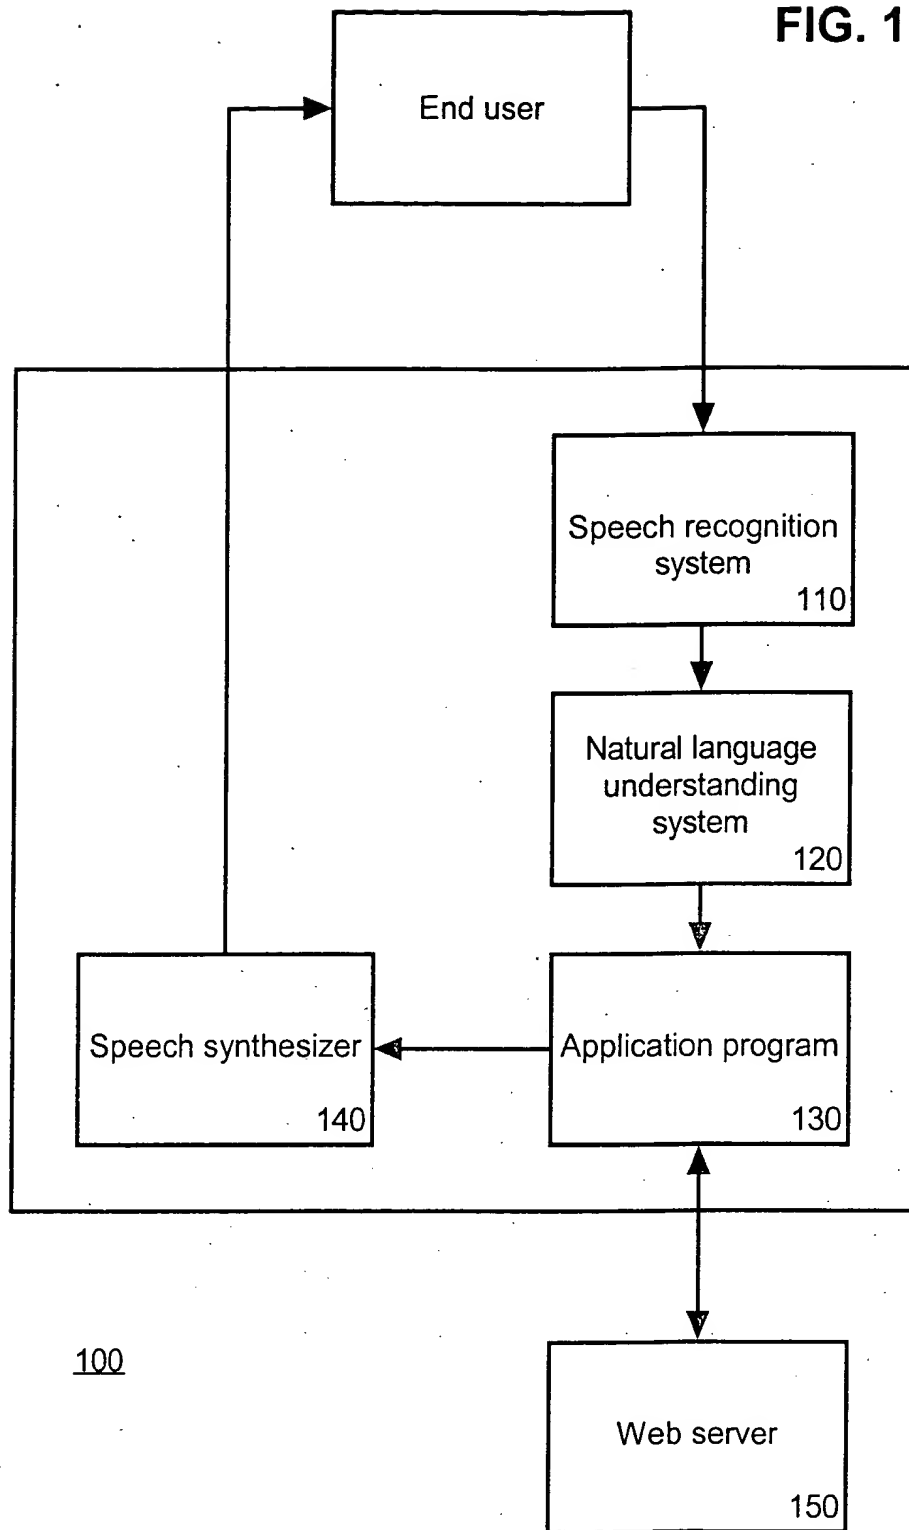 FIG. 1
End user
Speech recognition
system
110
Natural language
understanding
system
120
Speech synthesizer
140
Application program
130
100
Web server
150